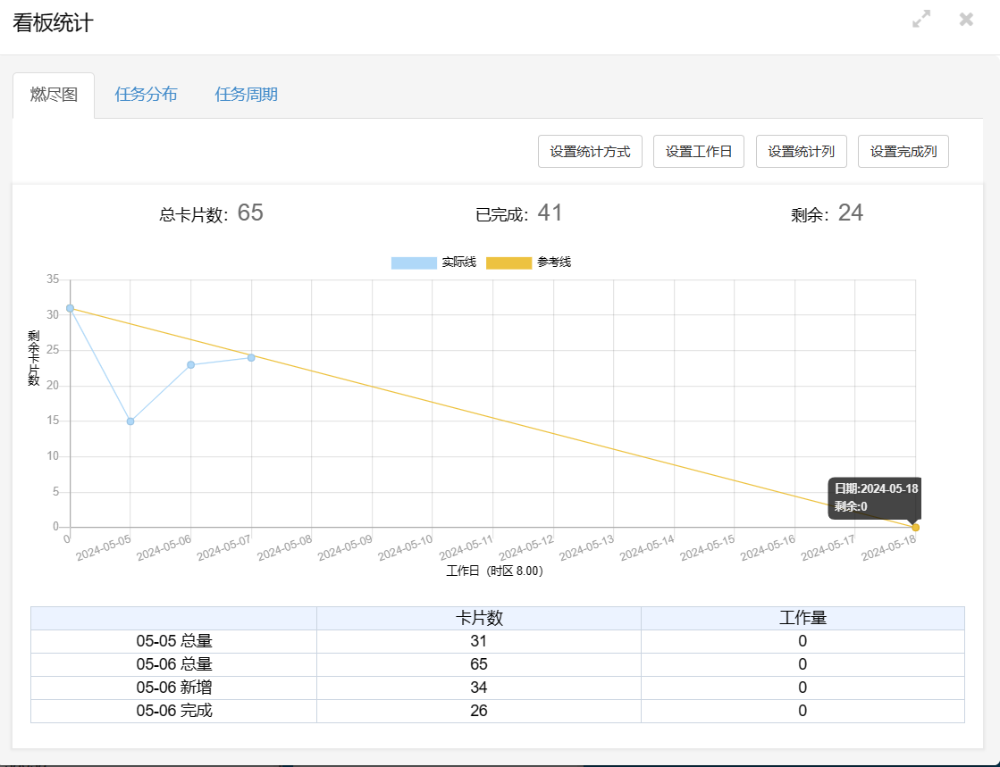 看板统计
燃尽图 任务分布 任务周期
设置统计方式 设置工作日 设置统计列 设置完成列
总卡片数：65 已完成：41 剩余：24
实际线 参考线
35
30
25
20
15
10
5
0
剩余卡片数
日期:2024-05-18
剩余:0
0 2024-05-05 2024-05-06 2024-05-07 2024-05-08 2024-05-09 2024-05-10 2024-05-11 2024-05-12 2024-05-13 2024-05-14 2024-05-15 2024-05-16 2024-05-17 2024-05-18
工作日（时区 8.00）
卡片数 工作量
05-05 总量 31 0
05-06 总量 65 0
05-06 新增 34 0
05-06 完成 26 0